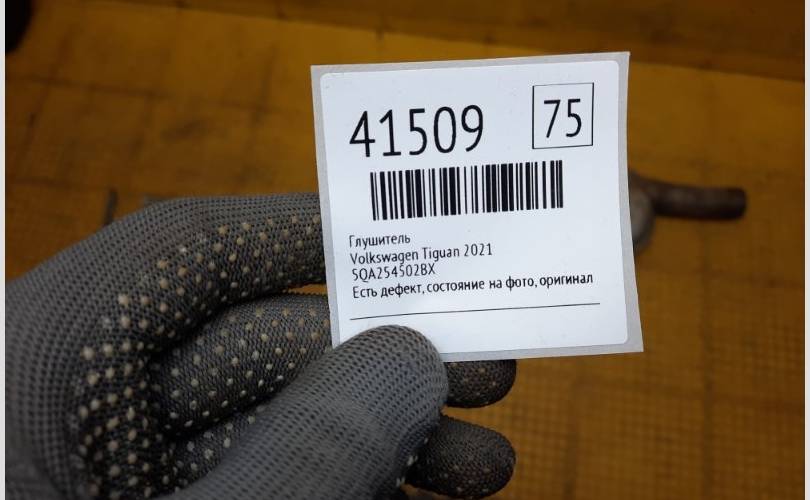 41509
75
Глушитель
Volkswagen Tiguan 2021
5QA254502BX
Есть дефект, состояние на фото, оригинал